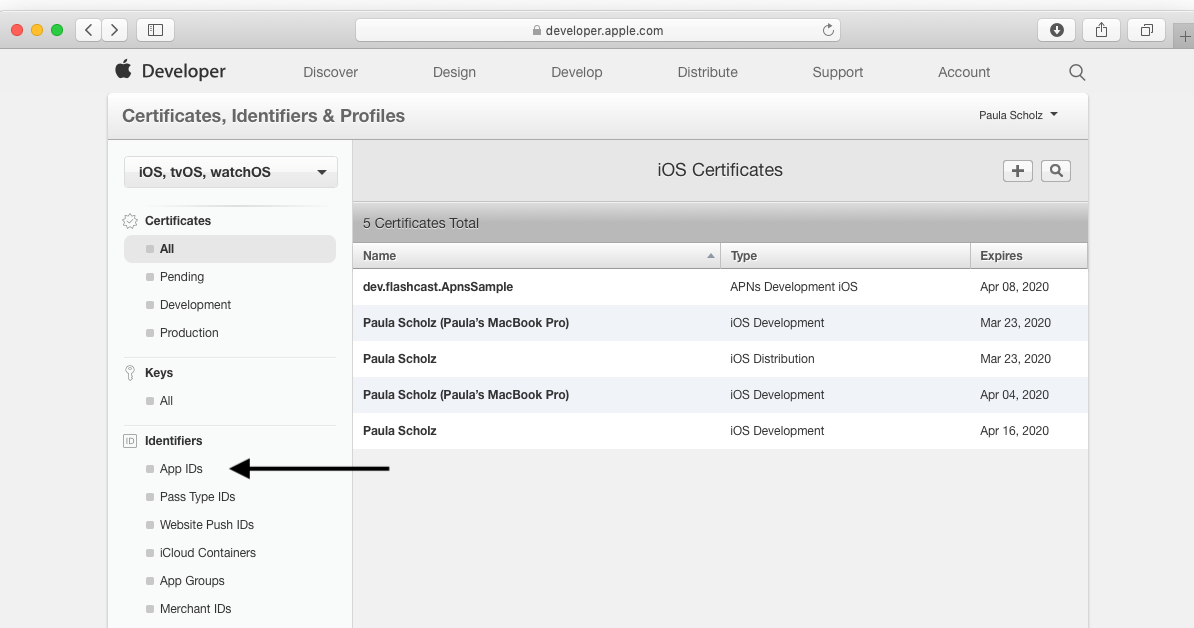 developer.apple.com
Developer
Discover
Design
Develop
Distribute
Support
Account
Certificates, Identifiers & Profiles
Paula Scholz
iOS, tvOS, watchOS
Certificates
All
Pending
Development
Production
Keys
All
ID Identifiers
App IDs
Pass Type IDs
Website Push IDs
iCloud Containers
App Groups
Merchant IDs
iOS Certificates
5 Certificates Total
Name Type Expires
dev.flashcast.ApnsSample APNs Development iOS Apr 08, 2020
Paula Scholz (Paula’s MacBook Pro) iOS Development Mar 23, 2020
Paula Scholz iOS Distribution Mar 23, 2020
Paula Scholz (Paula’s MacBook Pro) iOS Development Apr 04, 2020
Paula Scholz iOS Development Apr 16, 2020